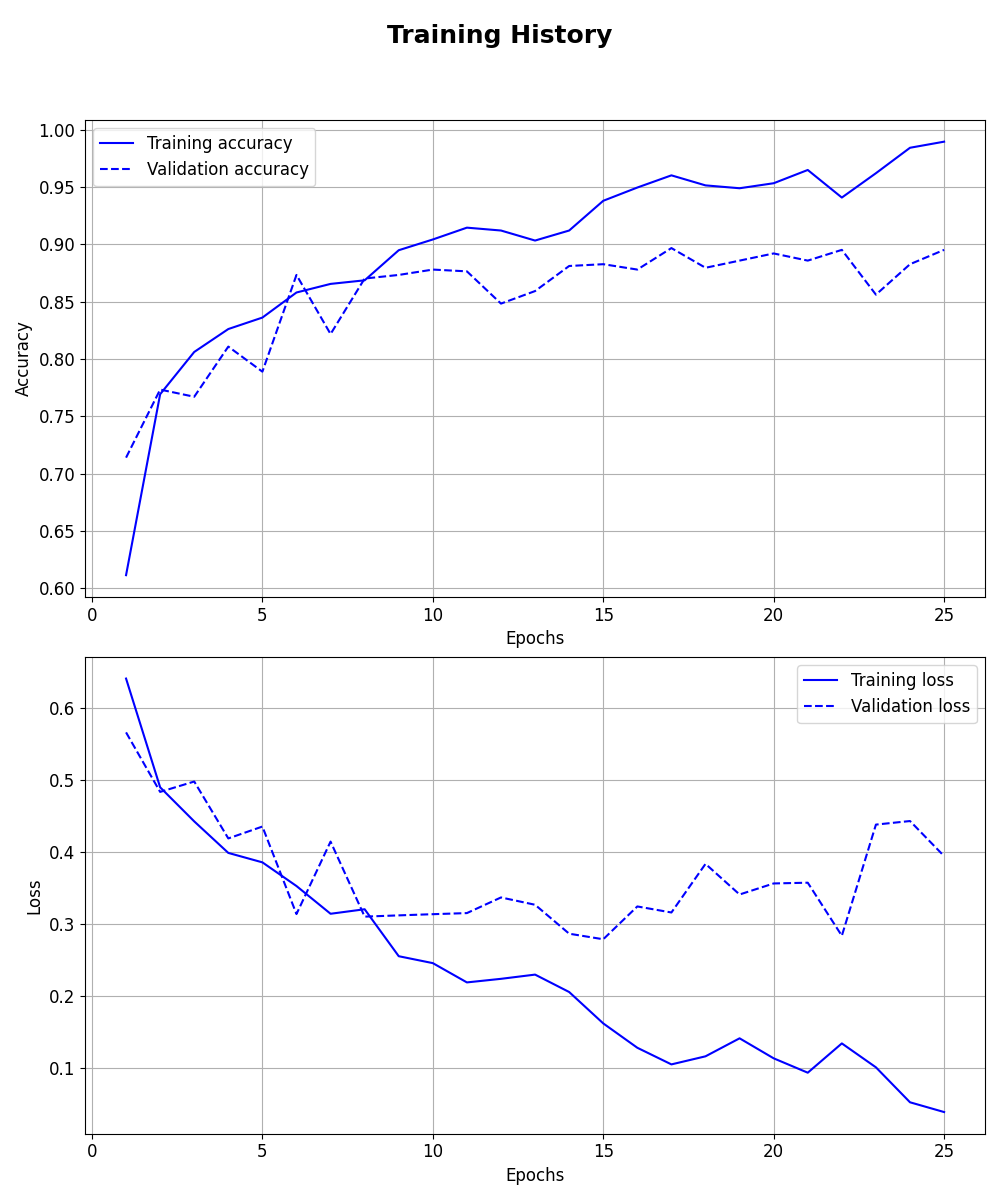 Training History
Training accuracy
Validation accuracy
1.00
0.95
0.90
0.85
0.80
0.75
0.70
0.65
0.60
Accuracy
0 5 10 15 20 25
Epochs
Training loss
Validation loss
0.6
0.5
0.4
0.3
0.2
0.1
Loss
0 5 10 15 20 25
Epochs